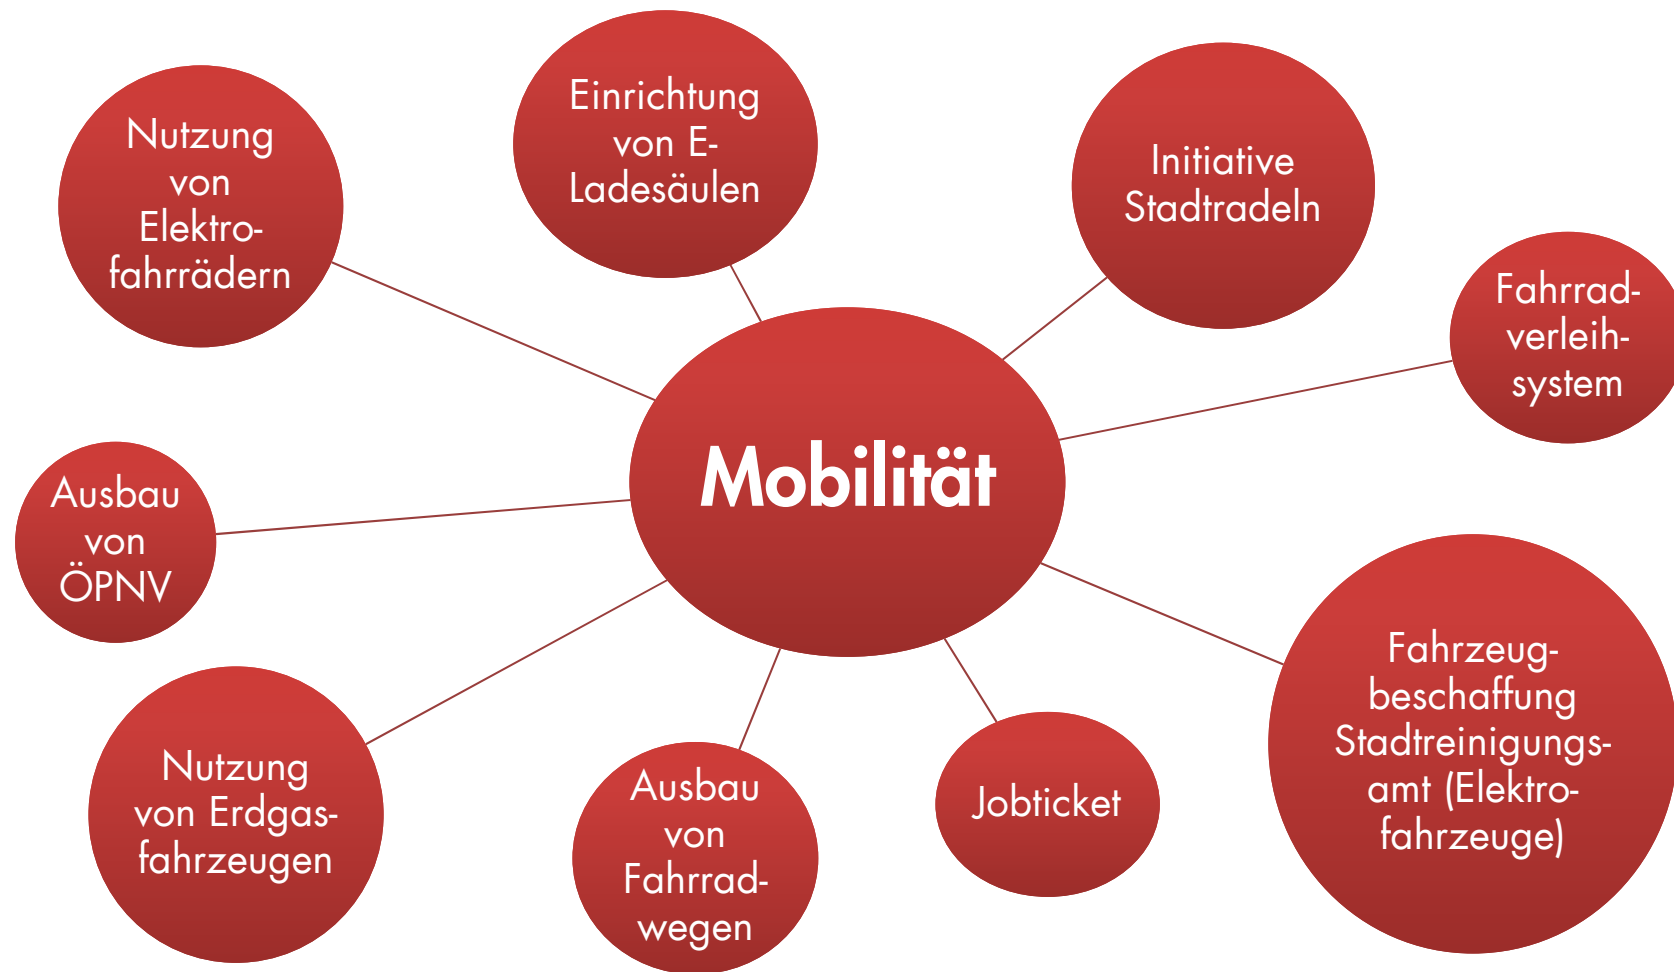 Nutzung
von
Elektro-
fahrrädern
Einrichtung
von E-
Ladesäulen
Initiative
Stadtradeln
Fahrrad-
verleih-
system
Mobilität
Ausbau
von
ÖPNV
Nutzung
von Erdgas-
fahrzeugen
Ausbau
von
Fahrrad-
wegen
Jobticket
Fahrzeug-
beschaffung
Stadtreinigungs-
amt (Elektro-
fahrzeuge)